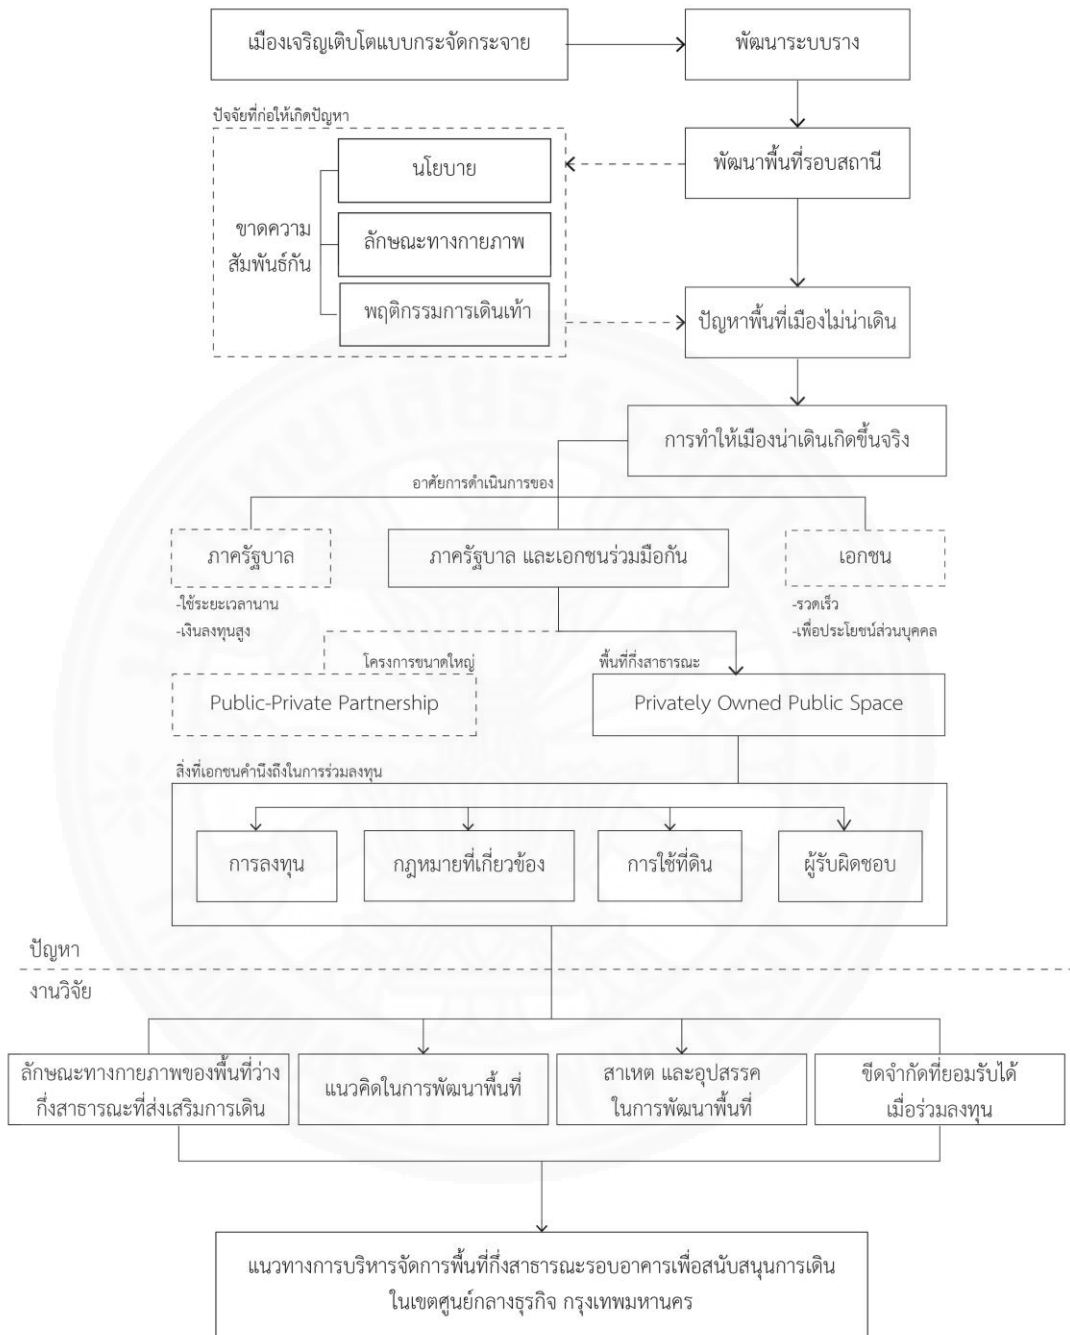 เมืองเจริญเติบโตแบบกระจัดกระจาย
พัฒนาระบบราง
ปัจจัยที่ก่อให้เกิดปัญหา
นโยบาย
พัฒนาพื้นที่รอบสถานี
ขาดความ
สัมพันธ์กัน
ลักษณะทางกายภาพ
พฤติกรรมการเดินเท้า
ปัญหาพื้นที่เมืองไม่น่าเดิน
การทำให้เมืองน่าเดินเกิดขึ้นจริง
อาศัยการดำเนินการของ
ภาครัฐบาล
ภาครัฐบาล และเอกชนร่วมมือกัน
เอกชน
-ใช้ระยะเวลานาน
-เงินลงทุนสูง
-รวดเร็ว
-เพื่อประโยชน์ส่วนบุคคล
โครงการขนาดใหญ่
พื้นที่กึ่งสาธารณะ
Public-Private Partnership
Privately Owned Public Space
สิ่งที่เอกชนคำนึงถึงในการร่วมลงทุน
การลงทุน
กฎหมายที่เกี่ยวข้อง
การใช้ที่ดิน
ผู้รับผิดชอบ
ปัญหา
งานวิจัย
ลักษณะทางกายภาพของพื้นที่ว่าง
กึ่งสาธารณะที่ส่งเสริมการเดิน
แนวคิดในการพัฒนาพื้นที่
สาเหต และอุปสรรค
ในการพัฒนาพื้นที่
ขีดจำกัดที่ยอมรับได้
เมื่อร่วมลงทุน
แนวทางการบริหารจัดการพื้นที่กึ่งสาธารณะรอบอาคารเพื่อสนับสนุนการเดิน
ในเขตศูนย์กลางธุรกิจ กรุงเทพมหานคร